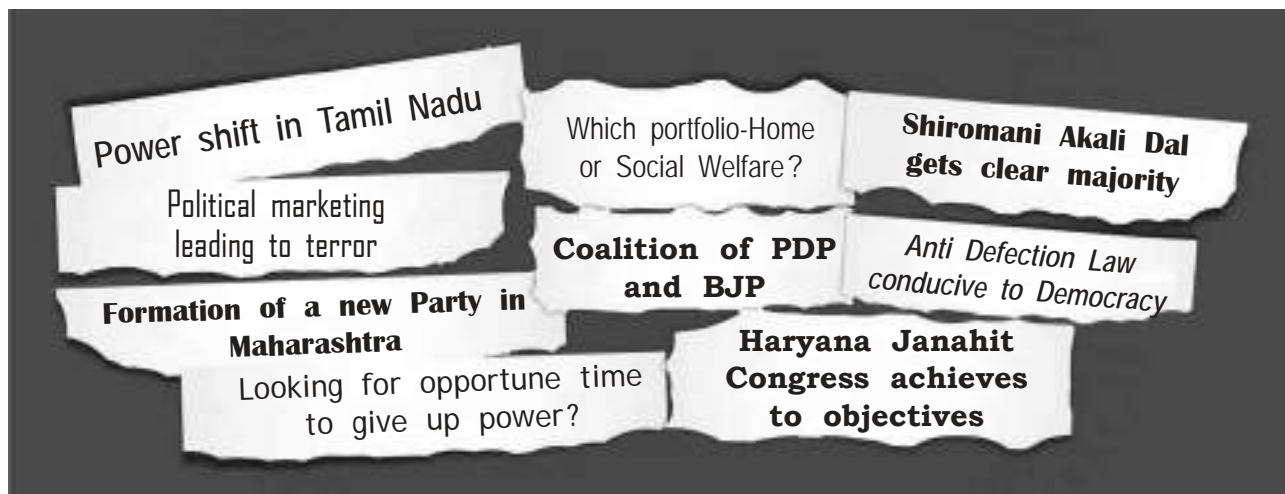 Power shift in Tamil Nadu
Which portfolio-Home
or Social Welfare?
Shiromani Akali Dal
gets clear majority
Political marketing
leading to terror
Coalition of PDP
and BJP
Anti Defection Law
conducive to Democracy
Formation of a new Party in
Maharashtra
Haryana Janahit
Congress achieves
to objectives
Looking for opportune time
to give up power?